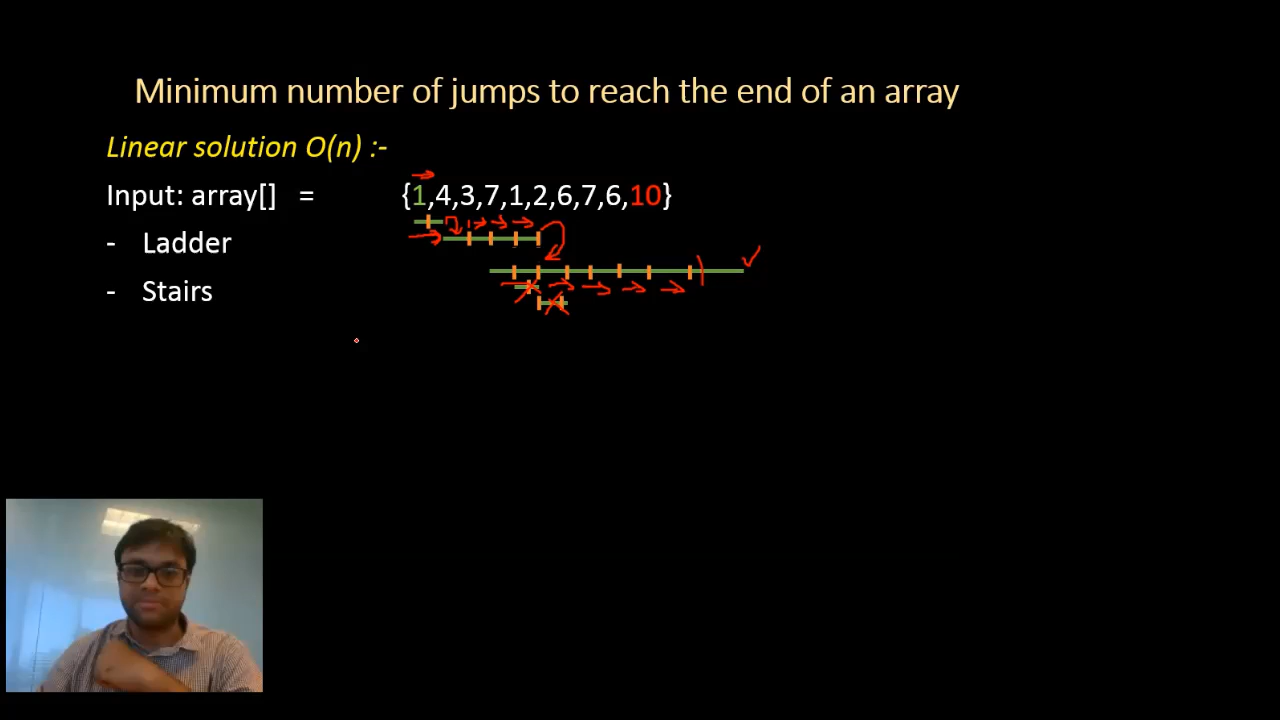 Minimum number of jumps to reach the end of an array
Linear solution O(n) :-
Input: array[] = {1,4,3,7,1,2,6,7,6,10}
- Ladder
- Stairs